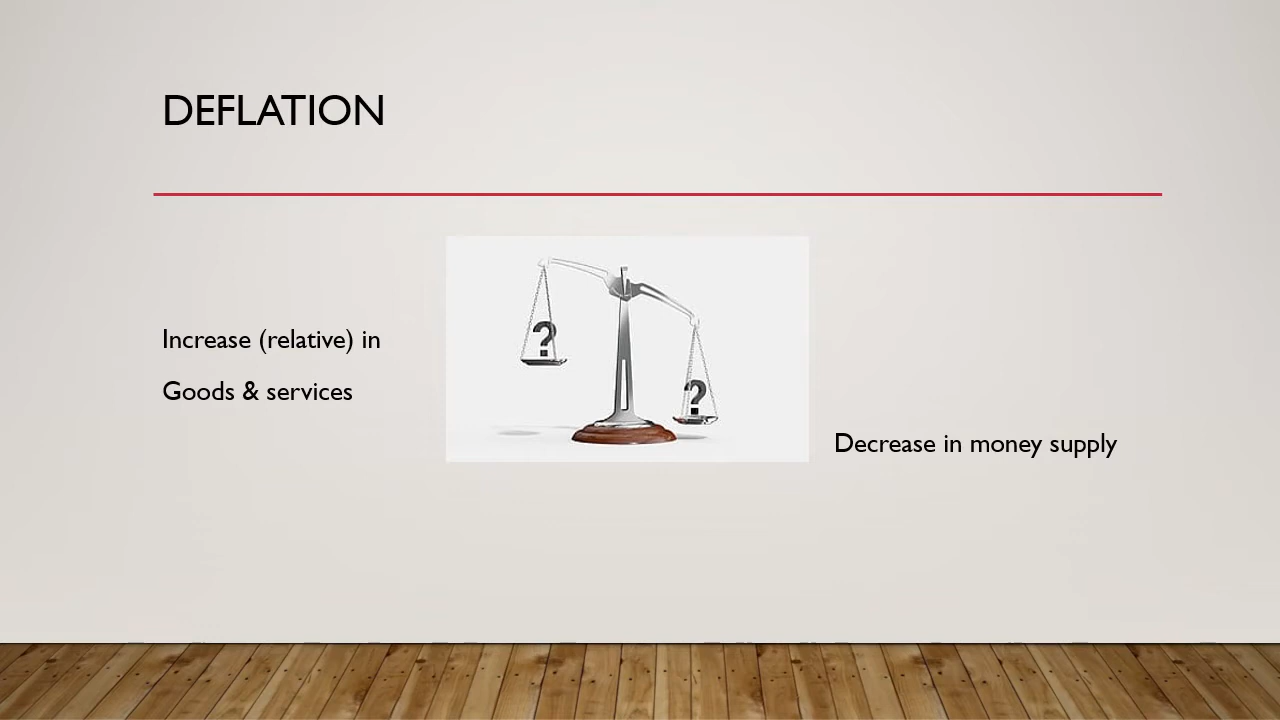 DEFLATION
Increase (relative) in
Goods & services
?
?
Decrease in money supply